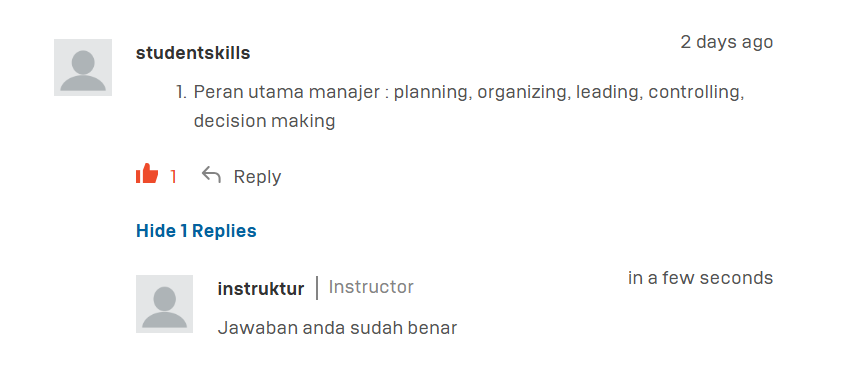 studentskills
2 days ago
1. Peran utama manajer : planning, organizing, leading, controlling,
decision making
1 Reply
Hide 1 Replies
instruktur | Instructor
in a few seconds
Jawaban anda sudah benar